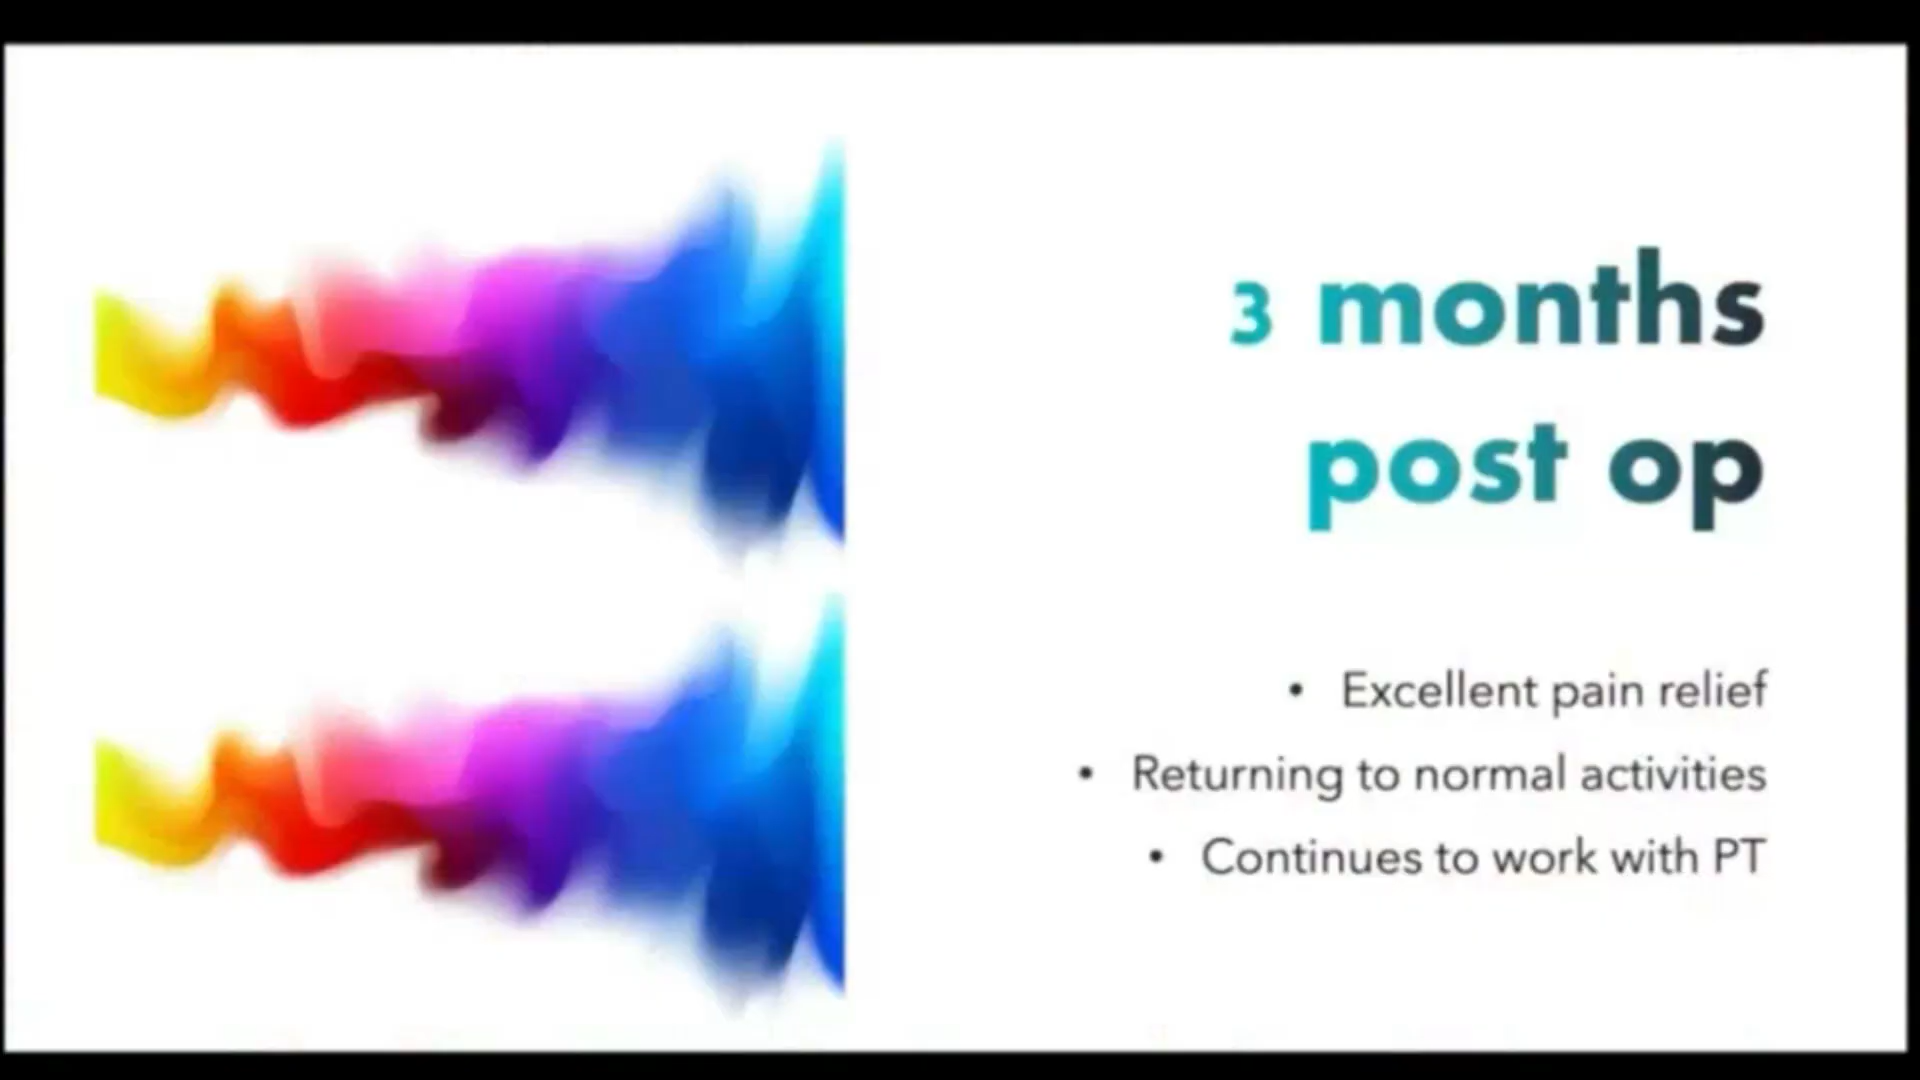 3 months
post op
• Excellent pain relief
• Returning to normal activities
• Continues to work with PT